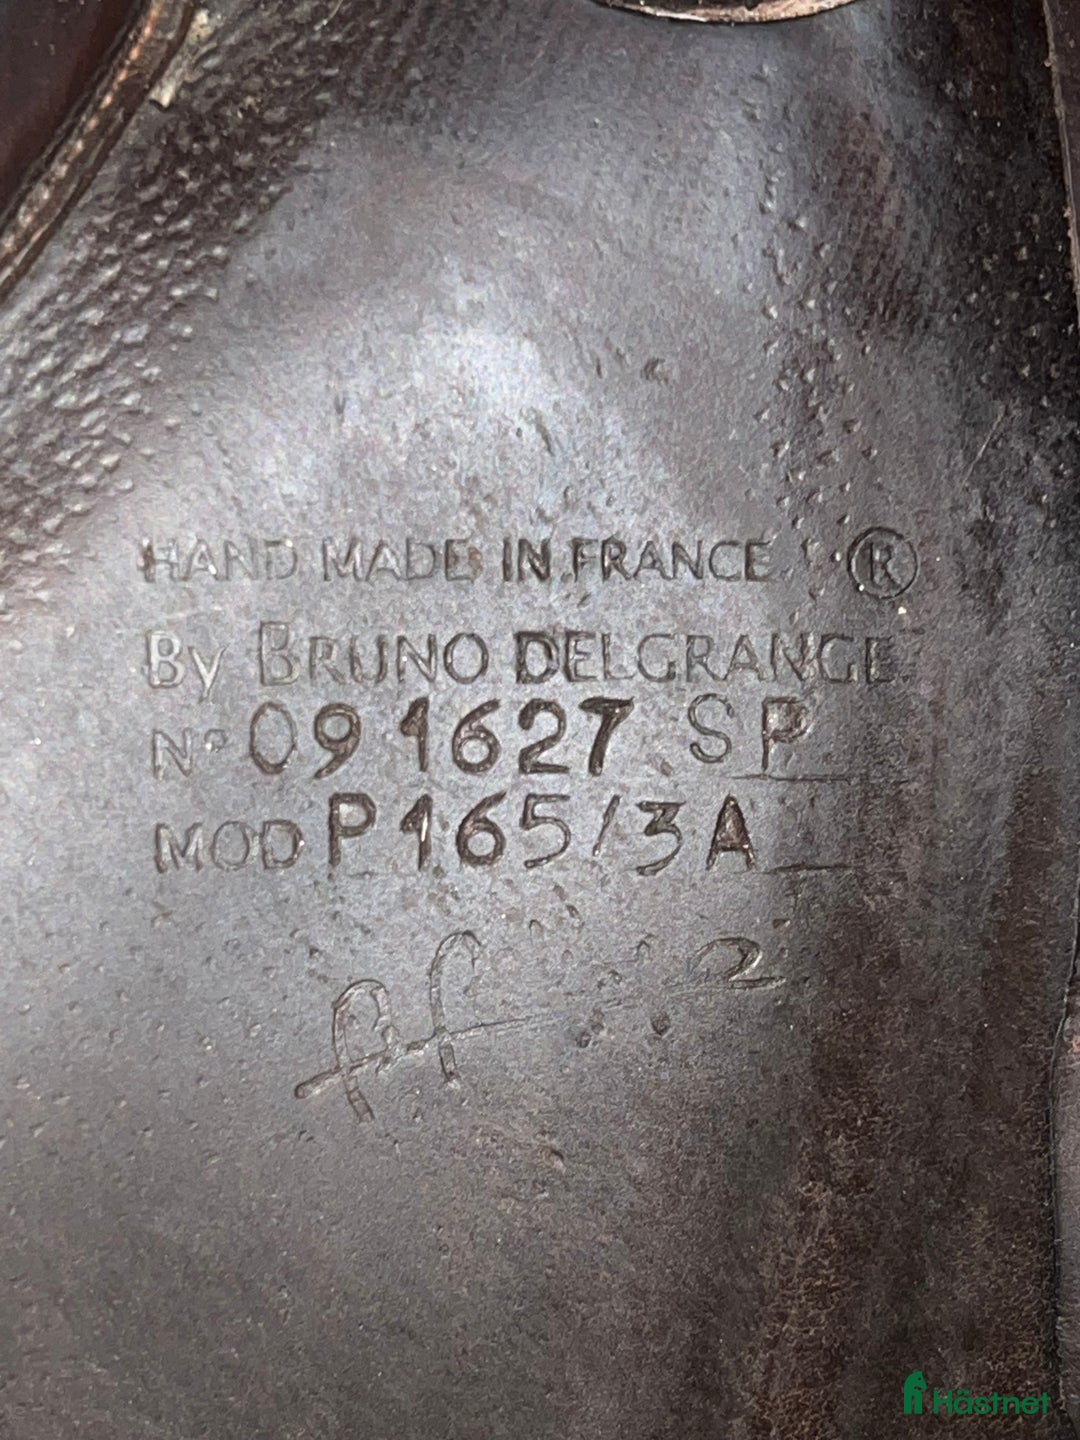 HAND MADE IN FRANCE ®
By BRUNO DELGRANGE
N° 09 1627 SP
MOD P165/3A
Hästnet